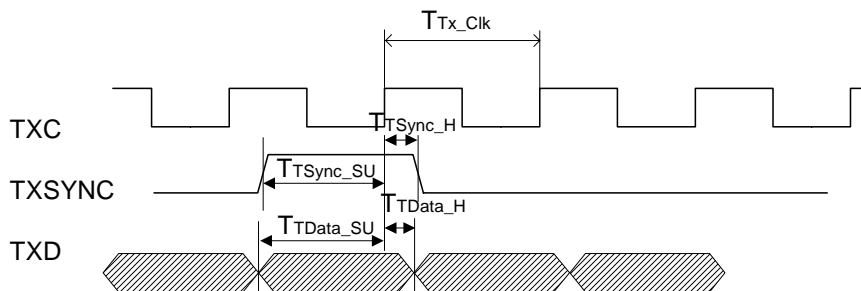 TTx_Clk
TXC
TTSync_H
TXSYNC
TTSync_SU
TTData_H
TXD
TTData_SU